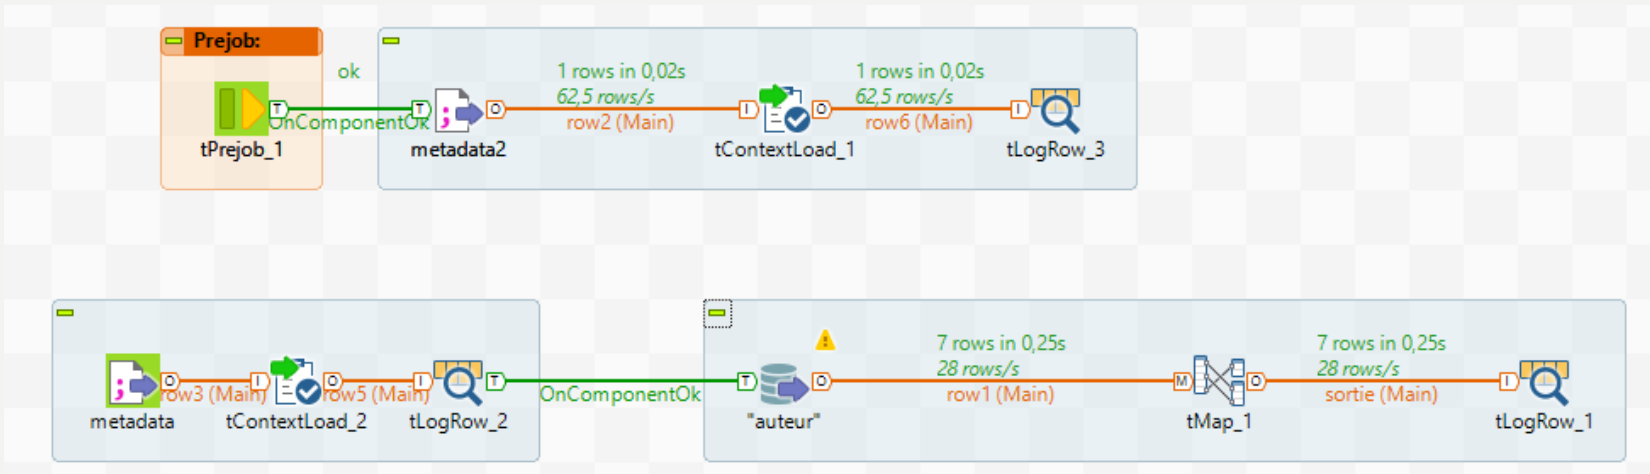 Prejob:
ok
1 rows in 0,02s
62,5 rows/s
row2 (Main)
1 rows in 0,02s
62,5 rows/s
row6 (Main)
T
T
O
I
O
I
OnComponentOk
tPrejob_1
metadata2
tContextLoad_1
tLogRow_3
7 rows in 0,25s
28 rows/s
row1 (Main)
7 rows in 0,25s
28 rows/s
sortie (Main)
O
I
O
I
T
T
O
M
O
I
row3 (Main)
row5 (Main)
OnComponentOk
metadata
tContextLoad_2
tLogRow_2
"auteur"
tMap_1
tLogRow_1